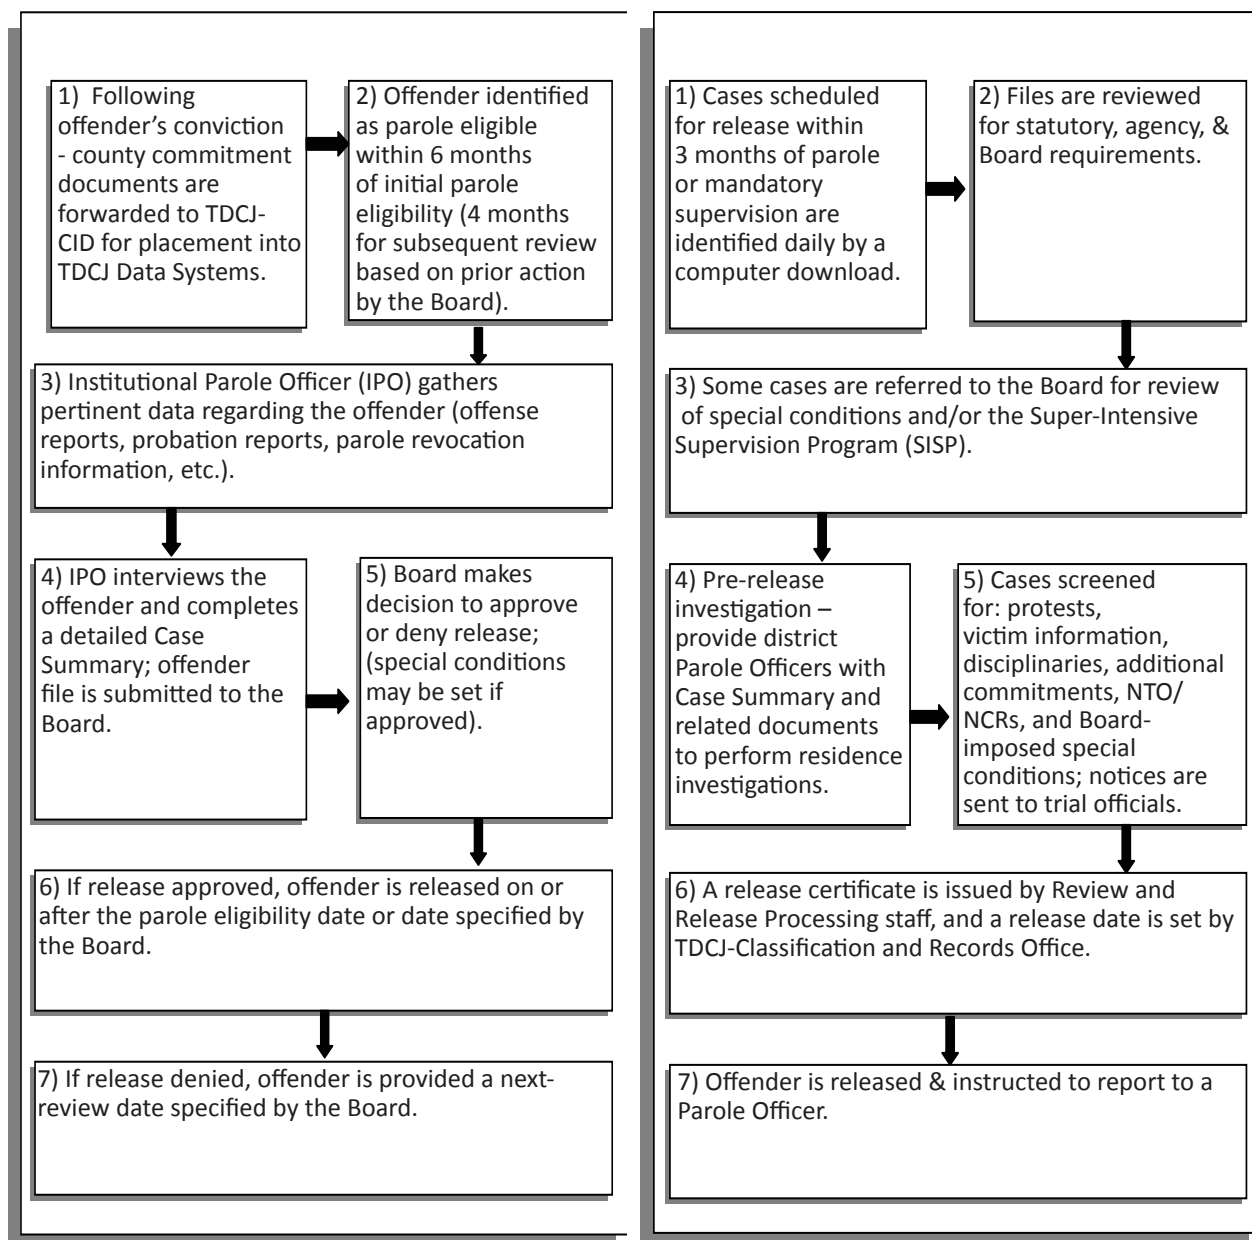 1)  Following
offender's conviction
- county commitment
documents are
forwarded to TDCJ-
CID for placement into
TDCJ Data Systems.
2) Offender identified
as parole eligible
within 6 months
of initial parole
eligibility (4 months
for subsequent review
based on prior action
by the Board).
3) Institutional Parole Officer (IPO) gathers
pertinent data regarding the offender (offense
reports, probation reports, parole revocation
information, etc.).
4) IPO interviews the
offender and completes
a detailed Case
Summary; offender
file is submitted to the
Board.
5) Board makes
decision to approve
or deny release;
(special conditions
may be set if
approved).
6) If release approved, offender is released on or
after the parole eligibility date or date specified by
the Board.
7) If release denied, offender is provided a next-
review date specified by the Board.
1) Cases scheduled
for release within
3 months of parole
or mandatory
supervision are
identified daily by a
computer download.
2) Files are reviewed
for statutory, agency, &
Board requirements.
3) Some cases are referred to the Board for review
of special conditions and/or the Super-Intensive
Supervision Program (SISP).
4) Pre-release
investigation –
provide district
Parole Officers with
Case Summary and
related documents
to perform residence
investigations.
5) Cases screened
for: protests,
victim information,
disciplinaries, additional
commitments, NTO/
NCRs, and Board-
imposed special
conditions; notices are
sent to trial officials.
6) A release certificate is issued by Review and
Release Processing staff, and a release date is set by
TDCJ-Classification and Records Office.
7) Offender is released & instructed to report to a
Parole Officer.